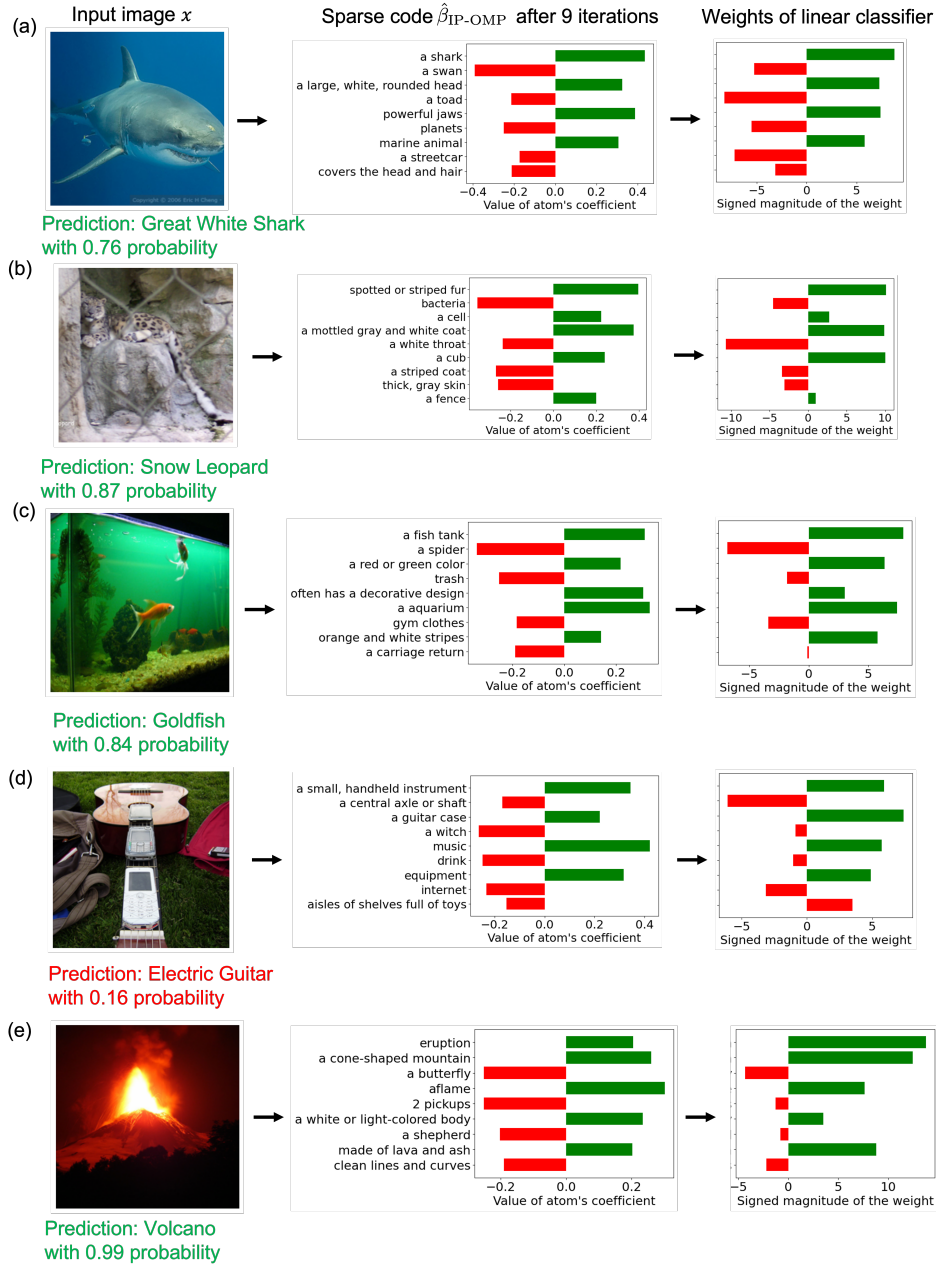 Input image x
Sparse code β̂IP-OMP after 9 iterations
Weights of linear classifier
(a)
a shark
a swan
a large, white, rounded head
a toad
powerful jaws
planets
marine animal
a streetcar
covers the head and hair
−0.4 −0.2 0.0 0.2 0.4
Value of atom's coefficient
−5 0 5
Signed magnitude of the weight
Copyright © 2006 Eric H Cheng
Prediction: Great White Shark
with 0.76 probability
(b)
spotted or striped fur
bacteria
a cell
a mottled gray and white coat
a white throat
a cub
a striped coat
thick, gray skin
a fence
−0.2 0.0 0.2 0.4
Value of atom's coefficient
−10 −5 0 5 10
Signed magnitude of the weight
Prediction: Snow Leopard
with 0.87 probability
(c)
a fish tank
a spider
a red or green color
trash
often has a decorative design
a aquarium
gym clothes
orange and white stripes
a carriage return
−0.2 0.0 0.2
Value of atom's coefficient
−5 0 5
Signed magnitude of the weight
Prediction: Goldfish
with 0.84 probability
(d)
a small, handheld instrument
a central axle or shaft
a guitar case
a witch
music
drink
equipment
internet
aisles of shelves full of toys
−0.2 0.0 0.2 0.4
Value of atom's coefficient
−5 0 5
Signed magnitude of the weight
Prediction: Electric Guitar
with 0.16 probability
(e)
eruption
a cone-shaped mountain
a butterfly
aflame
2 pickups
a white or light-colored body
a shepherd
made of lava and ash
clean lines and curves
−0.2 0.0 0.2
Value of atom's coefficient
−5 0 5 10
Signed magnitude of the weight
Prediction: Volcano
with 0.99 probability